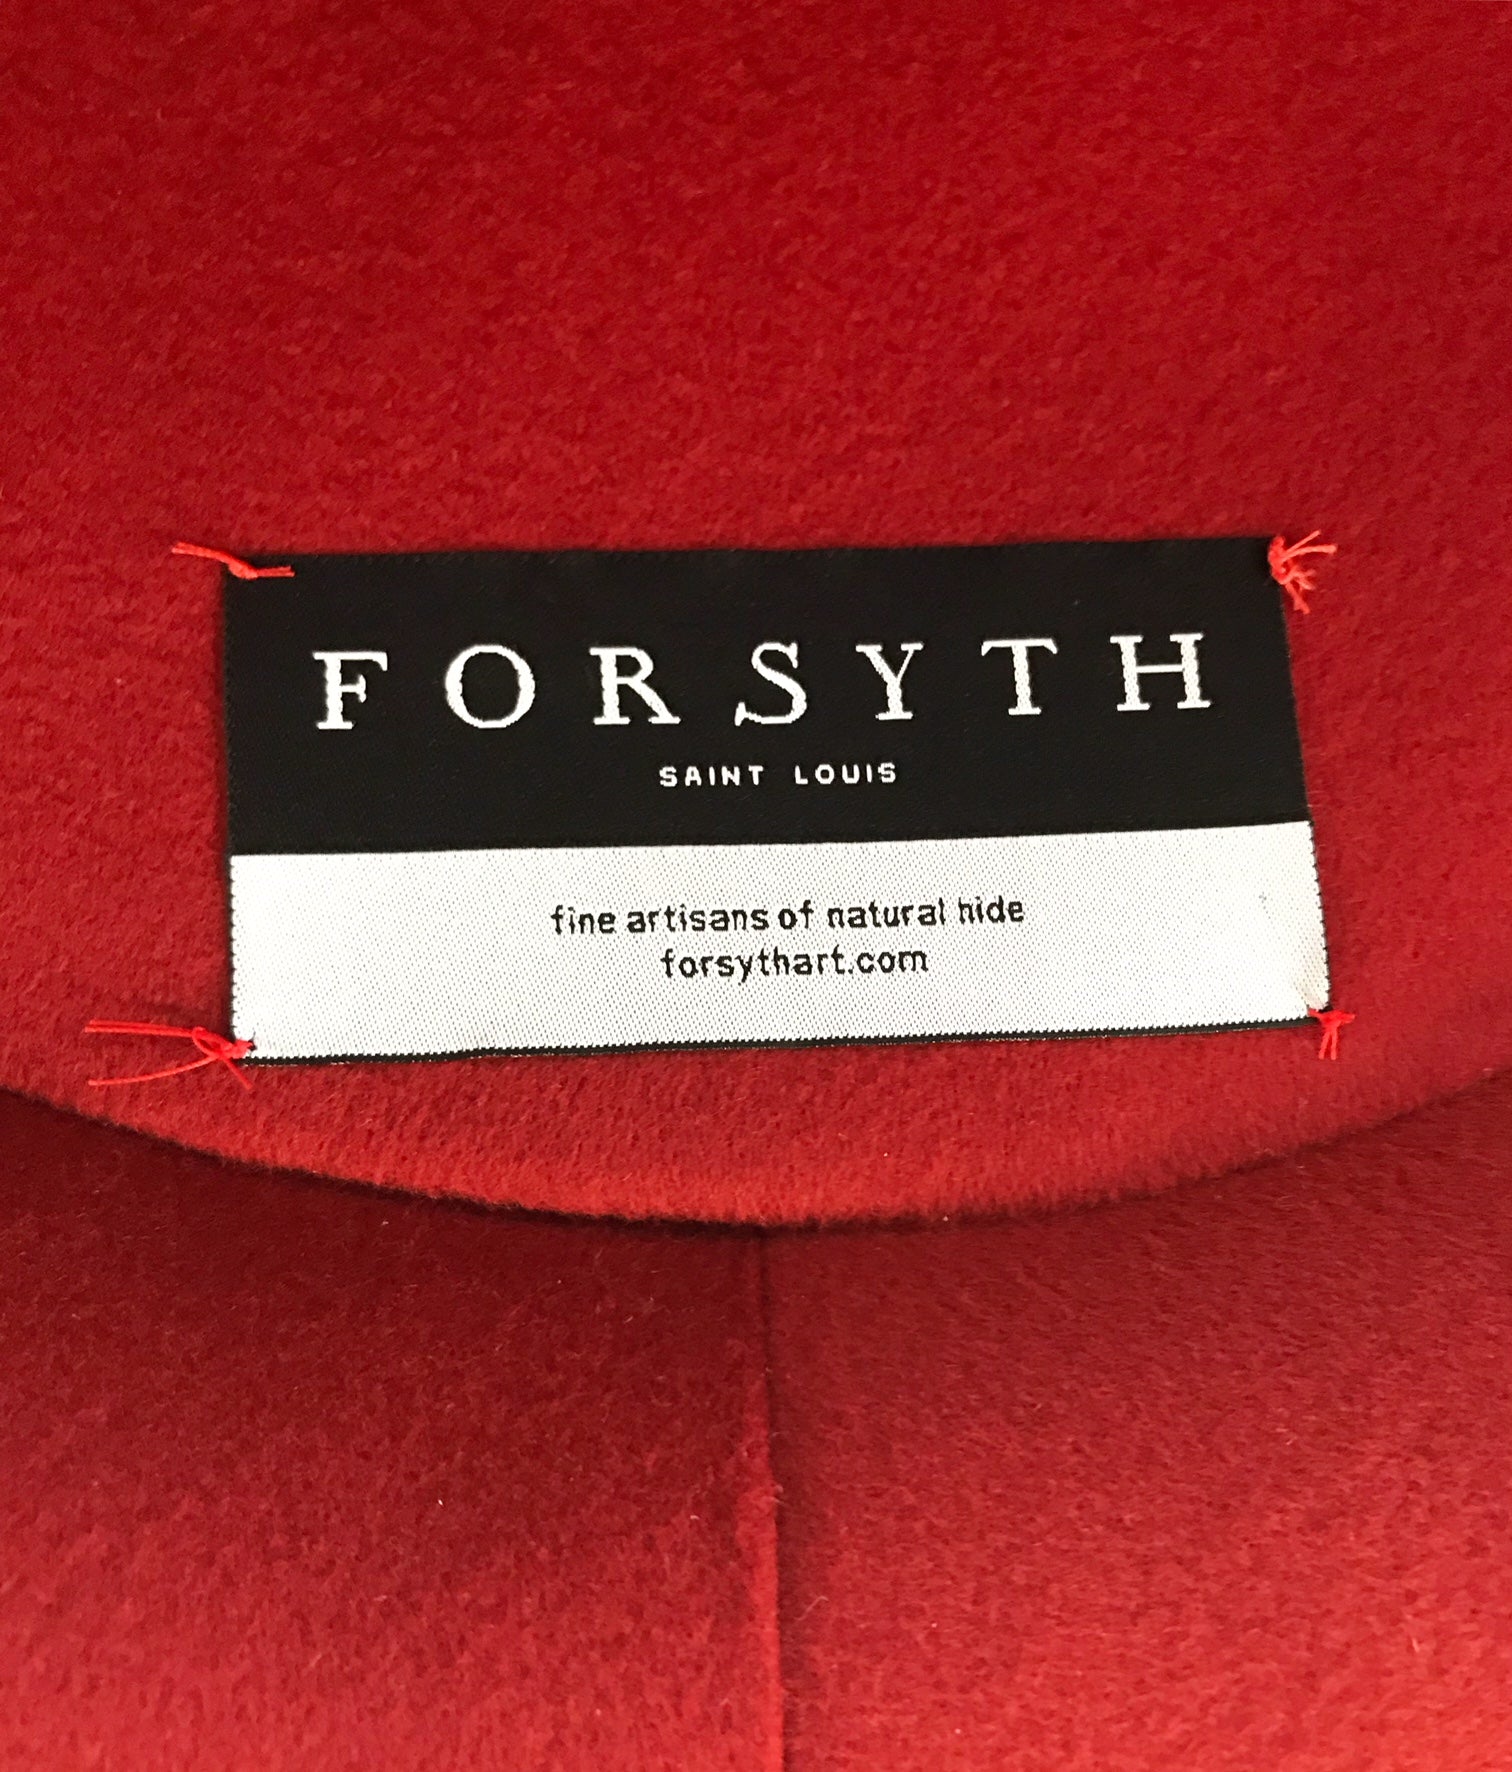 FORSYTH
SAINT LOUIS
fine artisans of natural hide
forsythart.com